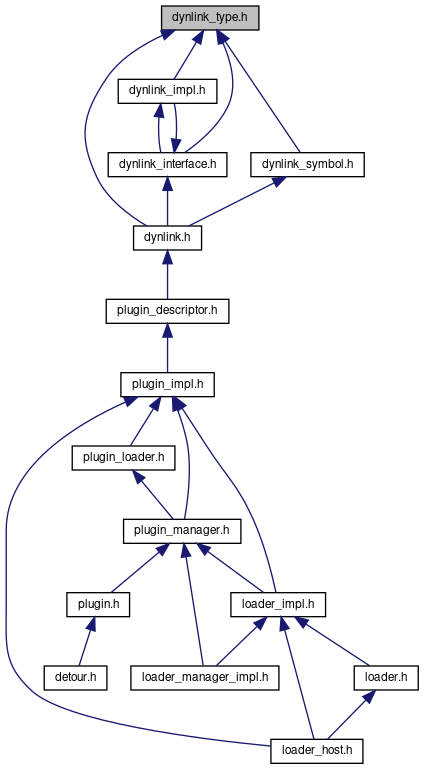 dynlink_type.h
dynlink_impl.h
dynlink_interface.h
dynlink_symbol.h
dynlink.h
plugin_descriptor.h
plugin_impl.h
plugin_loader.h
plugin_manager.h
plugin.h
loader_impl.h
detour.h
loader_manager_impl.h
loader.h
loader_host.h